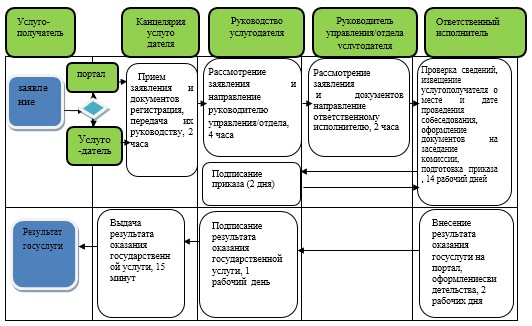 Услуго-
получатель
Канцелярия
услуго
дателя
Руководство
услугодателя
Руководитель
управления/отдела
услугодателя
Ответственный
исполнитель
заявле
ние
портал
Услуго
-датель
Прием
заявления и
документов
регистрация,
передача их
руководству, 2
часа
Рассмотрение
заявления и
направление
руководителю
управления/отдела,
4 часа
Рассмотрение
заявления
и документов
направление
ответственному
исполнителю, 2 часа
Проверка сведений,
извещение
услугополучателя о
месте и дате
проведения
собеседования,
оформление
документов на
заседание
комиссии,
подготовка приказа
, 14 рабочий дней
Подписание
приказа (2 дня)
Результат
госуслуги
Выдача
результата
оказания
государственн
ой услуги, 15
минут
Подписание
результата
оказания
государственной
услуги, 1
рабочий день
Внесение
результата
оказания
госуслуги на
портал,
оформлениесви
детельства, 2
рабочих дня